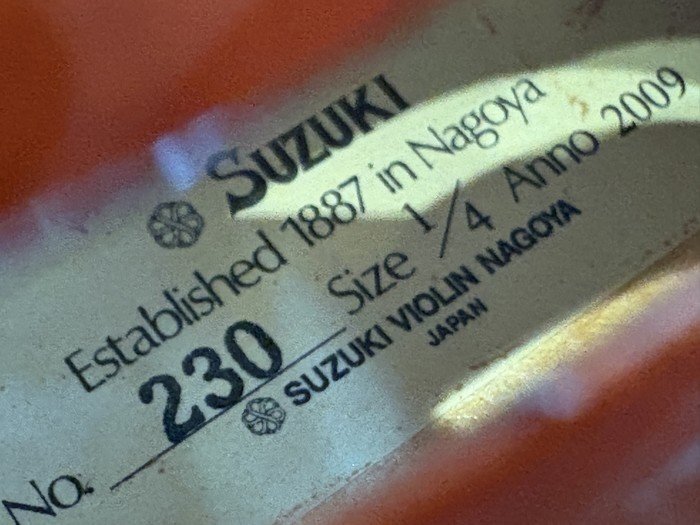 SUZUKI
Established 1887 in Nagoya
No. 230 Size 1/4 Anno 2009
SUZUKI VIOLIN NAGOYA
JAPAN